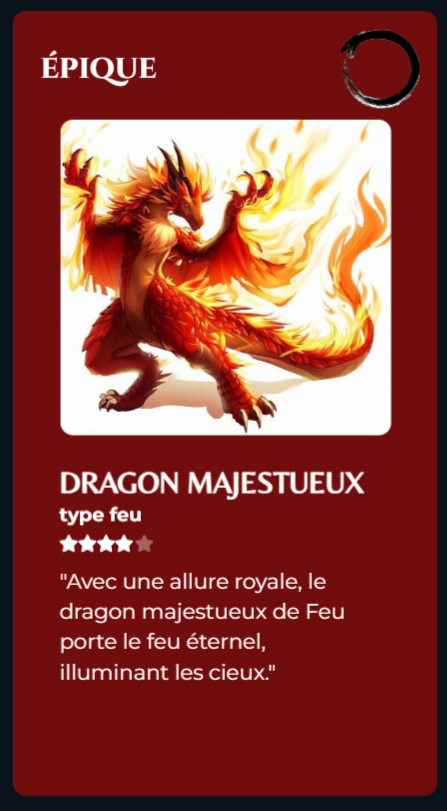 ÉPIQUE
DRAGON MAJESTUEUX
type feu
"Avec une allure royale, le
dragon majestueux de Feu
porte le feu éternel,
illuminant les cieux."